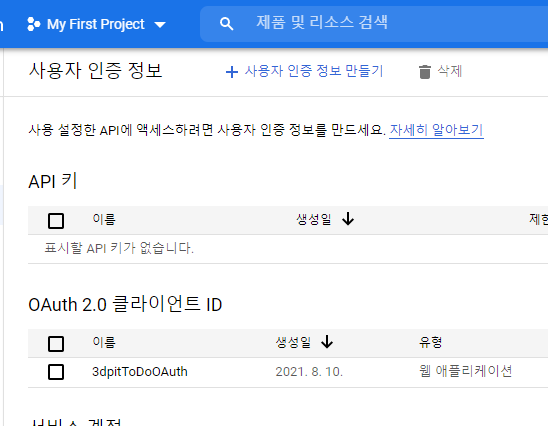 My First Project
제품 및 리소스 검색
사용자 인증 정보
사용자 인증 정보 만들기
삭제
사용 설정한 API에 액세스하려면 사용자 인증 정보를 만드세요. 자세히 알아보기
API 키
이름 생성일 제한
표시할 API 키가 없습니다.
OAuth 2.0 클라이언트 ID
이름 생성일 유형
3dpitToDoOAuth 2021. 8. 10. 웹 애플리케이션
서비스 계정